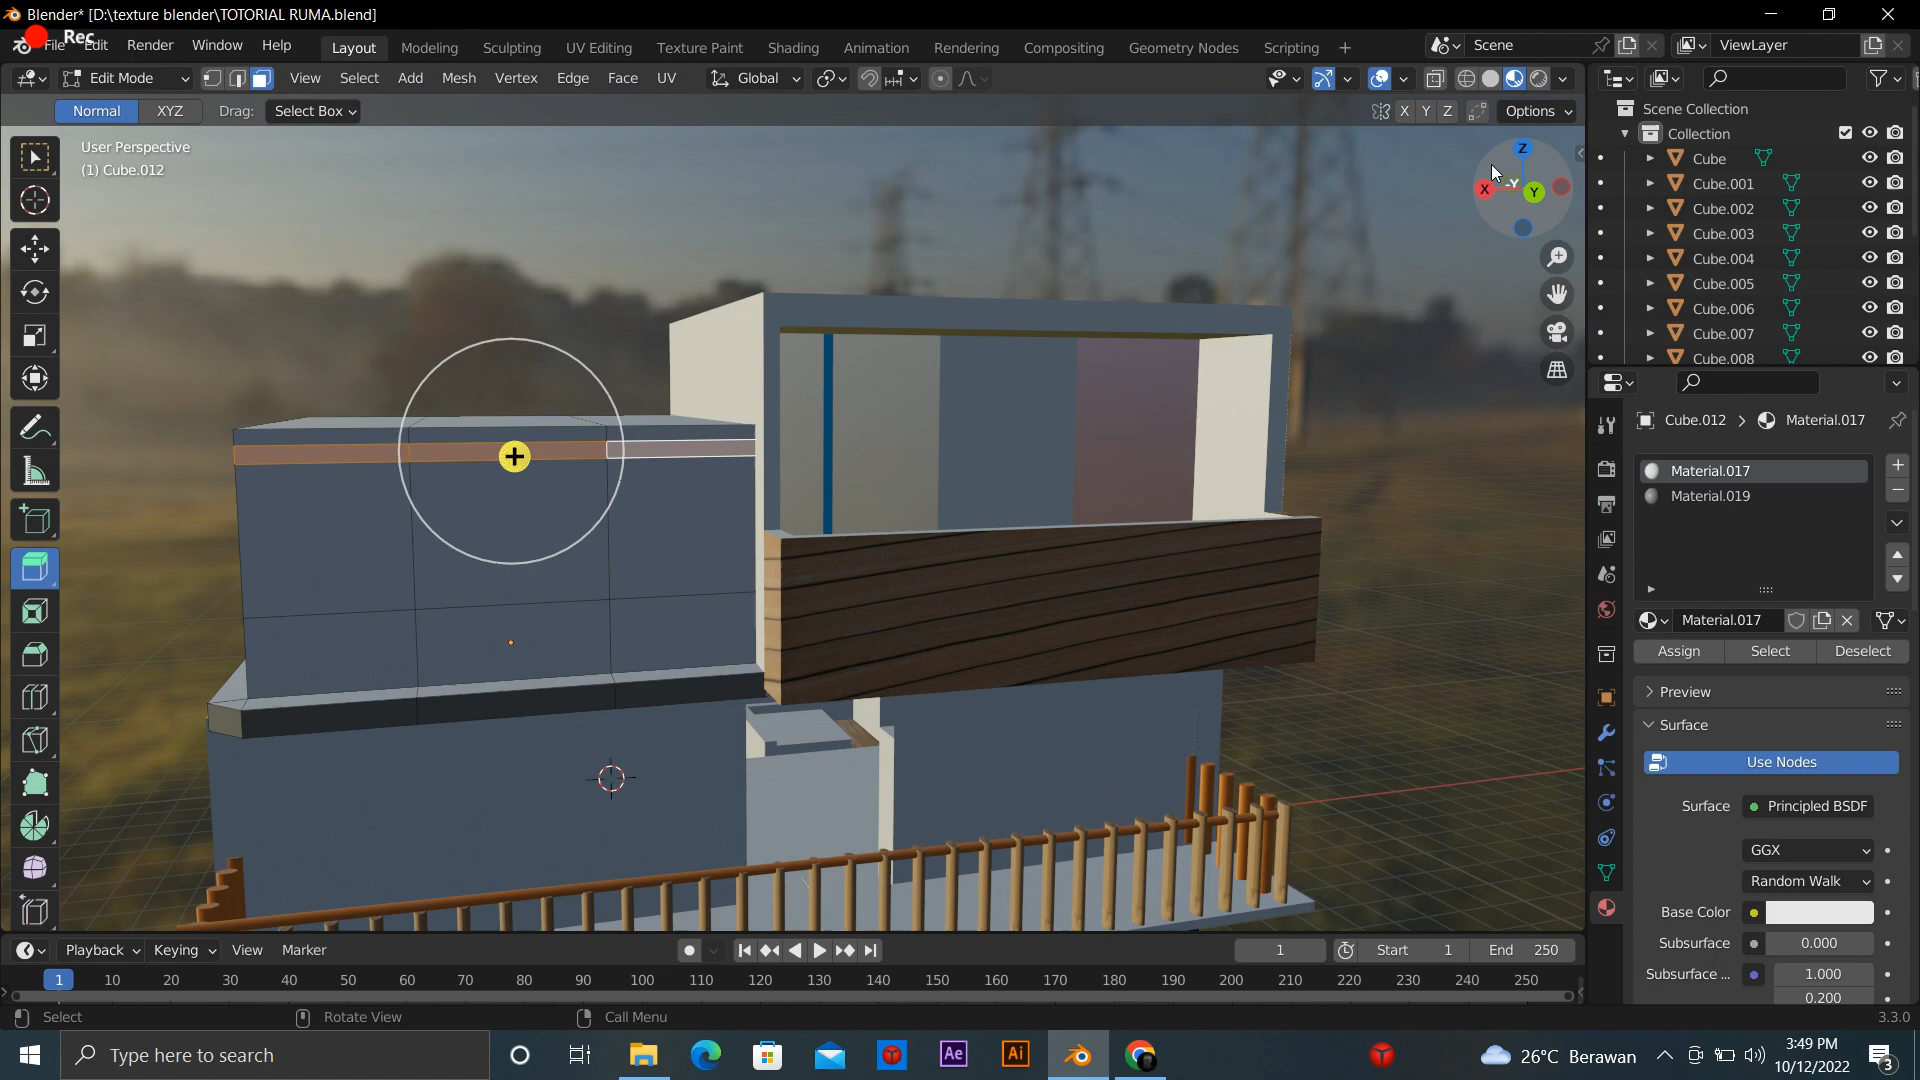 Blender* [D:\texture blender\TOTORIAL RUMA.blend]
Rec
File Edit Render Window Help
Layout Modeling Sculpting UV Editing Texture Paint Shading Animation Rendering Compositing Geometry Nodes Scripting +
Scene
ViewLayer
Edit Mode
View Select Add Mesh Vertex Edge Face UV
Global
Normal XYZ Drag: Select Box
X Y Z Options
User Perspective
(1) Cube.012
Z
X -Y Y
Scene Collection
Collection
Cube
Cube.001
Cube.002
Cube.003
Cube.004
Cube.005
Cube.006
Cube.007
Cube.008
Cube.012 > Material.017
Material.017
Material.019
Material.017
Assign Select Deselect
Preview
Surface
Use Nodes
Surface Principled BSDF
GGX
Random Walk
Base Color
Subsurface 0.000
Subsurface ... 1.000
0.200
Playback Keying View Marker
1 Start 1 End 250
1 10 20 30 40 50 60 70 80 90 100 110 120 130 140 150 160 170 180 190 200 210 220 230 240 250
Select Rotate View Call Menu 3.3.0
Type here to search
Ae Ai
26°C Berawan
3:49 PM
10/12/2022
3